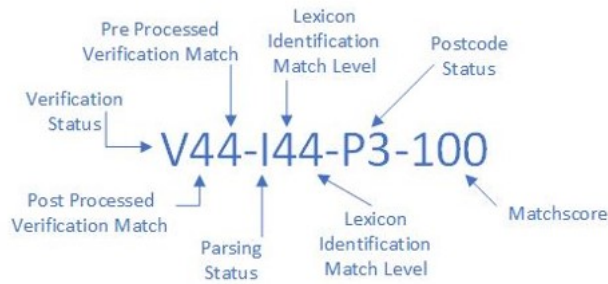 Pre Processed
Verification Match
Lexicon
Identification
Match Level
Postcode
Status
Verification
Status
V44-I44-P3-100
Post Processed
Verification Match
Parsing
Status
Lexicon
Identification
Match Level
Matchscore